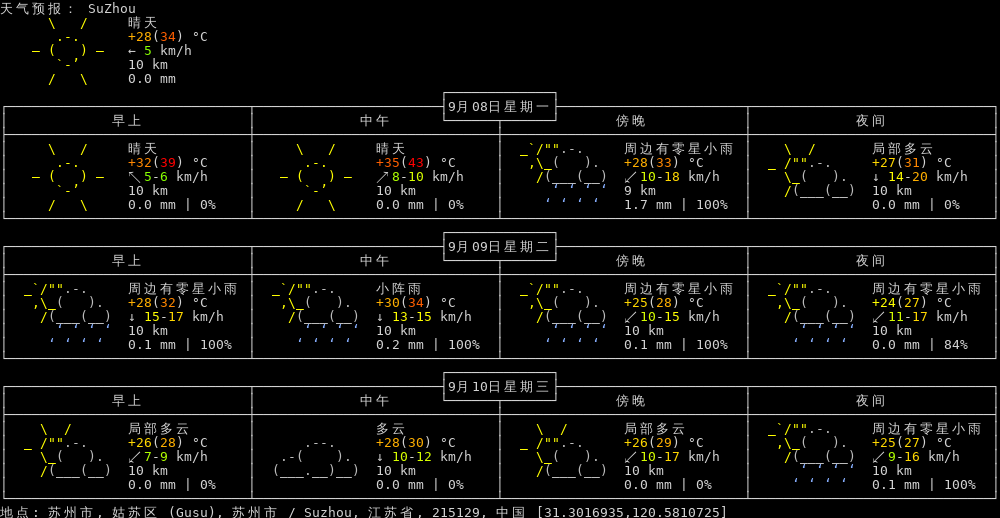 天气预报： SuZhou
晴天
+28(34) °C
← 5 km/h
10 km
0.0 mm
9月08日星期一
早上 中午 傍晚 夜间
晴天 晴天 周边有零星小雨 局部多云
+32(39) °C +35(43) °C +28(33) °C +27(31) °C
↖ 5-6 km/h ↗ 8-10 km/h ↙ 10-18 km/h ↓ 14-20 km/h
10 km 10 km 9 km 10 km
0.0 mm | 0% 0.0 mm | 0% 1.7 mm | 100% 0.0 mm | 0%
9月09日星期二
早上 中午 傍晚 夜间
周边有零星小雨 小阵雨 周边有零星小雨 周边有零星小雨
+28(32) °C +30(34) °C +25(28) °C +24(27) °C
↓ 15-17 km/h ↓ 13-15 km/h ↙ 10-15 km/h ↙ 11-17 km/h
10 km 10 km 10 km 10 km
0.1 mm | 100% 0.2 mm | 100% 0.1 mm | 100% 0.0 mm | 84%
9月10日星期三
早上 中午 傍晚 夜间
局部多云 多云 局部多云 周边有零星小雨
+26(28) °C +28(30) °C +26(29) °C +25(27) °C
↙ 7-9 km/h ↓ 10-12 km/h ↙ 10-17 km/h ↙ 9-16 km/h
10 km 10 km 10 km 10 km
0.0 mm | 0% 0.0 mm | 0% 0.0 mm | 0% 0.1 mm | 100%
地点: 苏州市, 姑苏区 (Gusu), 苏州市 / Suzhou, 江苏省, 215129, 中国 [31.3016935,120.5810725]